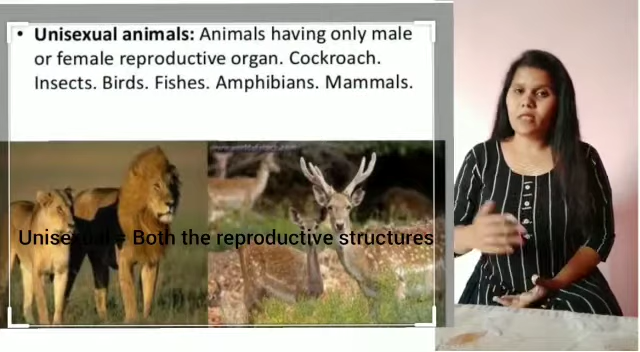 • Unisexual animals: Animals having only male
or female reproductive organ. Cockroach.
Insects. Birds. Fishes. Amphibians. Mammals.
= Both the reproductive structures